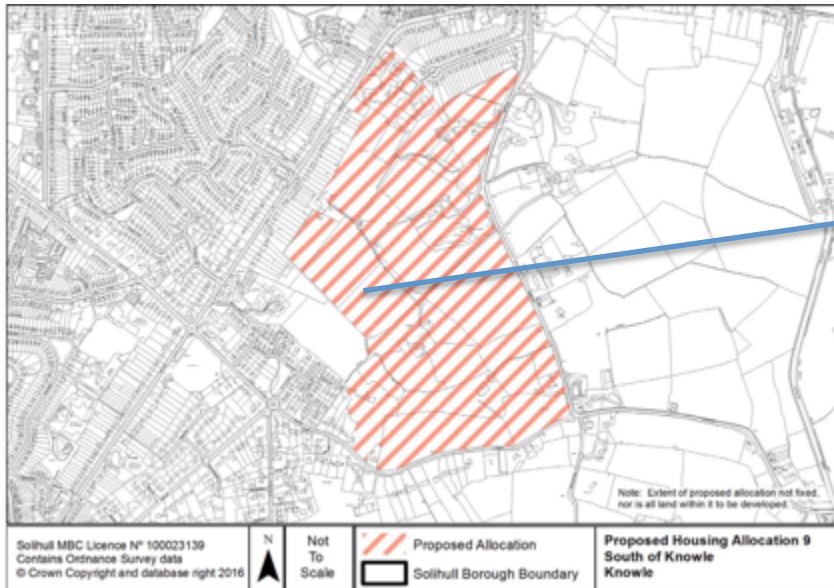 Note: Extent of proposed allocation not fixed,
nor is all land within it to be developed.
Solihull MBC Licence Nº 100023139
Contains Ordnance Survey data
© Crown Copyright and database right 2016
N
Not
To
Scale
Proposed Allocation
Solihull Borough Boundary
Proposed Housing Allocation 9
South of Knowle
Knowle